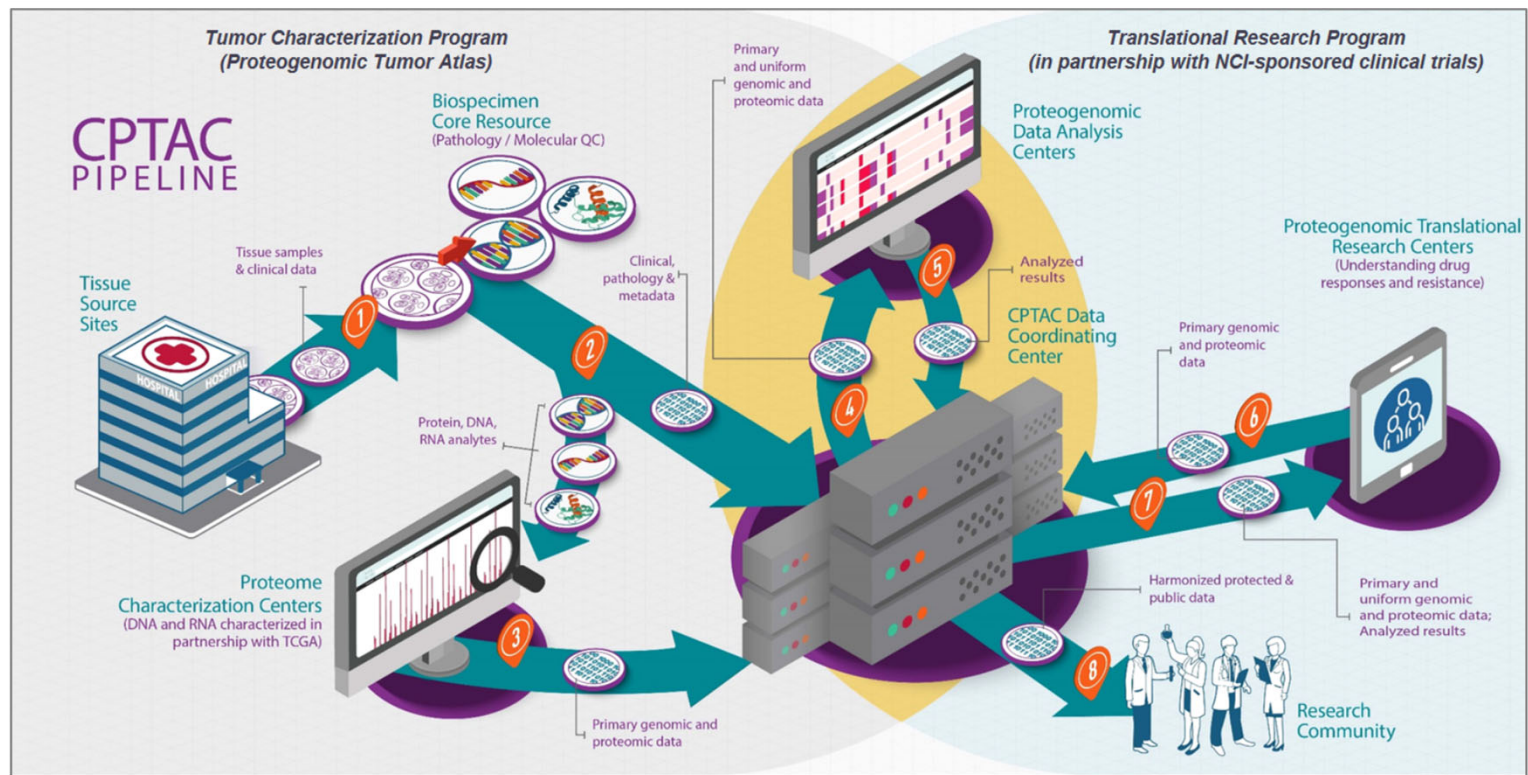 Tumor Characterization Program
(Proteogenomic Tumor Atlas)
Translational Research Program
(in partnership with NCI-sponsored clinical trials)
CPTAC
PIPELINE
Biospecimen
Core Resource
(Pathology / Molecular QC)
Primary
and uniform
genomic and
proteomic data
Proteogenomic
Data Analysis
Centers
Tissue samples
& clinical data
Tissue
Source
Sites
HOSPITAL
HOSPITAL
1
2
Clinical,
pathology &
metadata
5
Analyzed
results
CPTAC Data
Coordinating
Center
4
Proteogenomic Translational
Research Centers
(Understanding drug
responses and resistance)
Primary genomic
and proteomic
data
6
7
Protein, DNA,
RNA analytes
Proteome
Characterization Centers
(DNA and RNA characterized in
partnership with TCGA)
3
Primary genomic and
proteomic data
Harmonized protected &
public data
Primary and
uniform genomic
and proteomic data;
Analyzed results
8
Research
Community